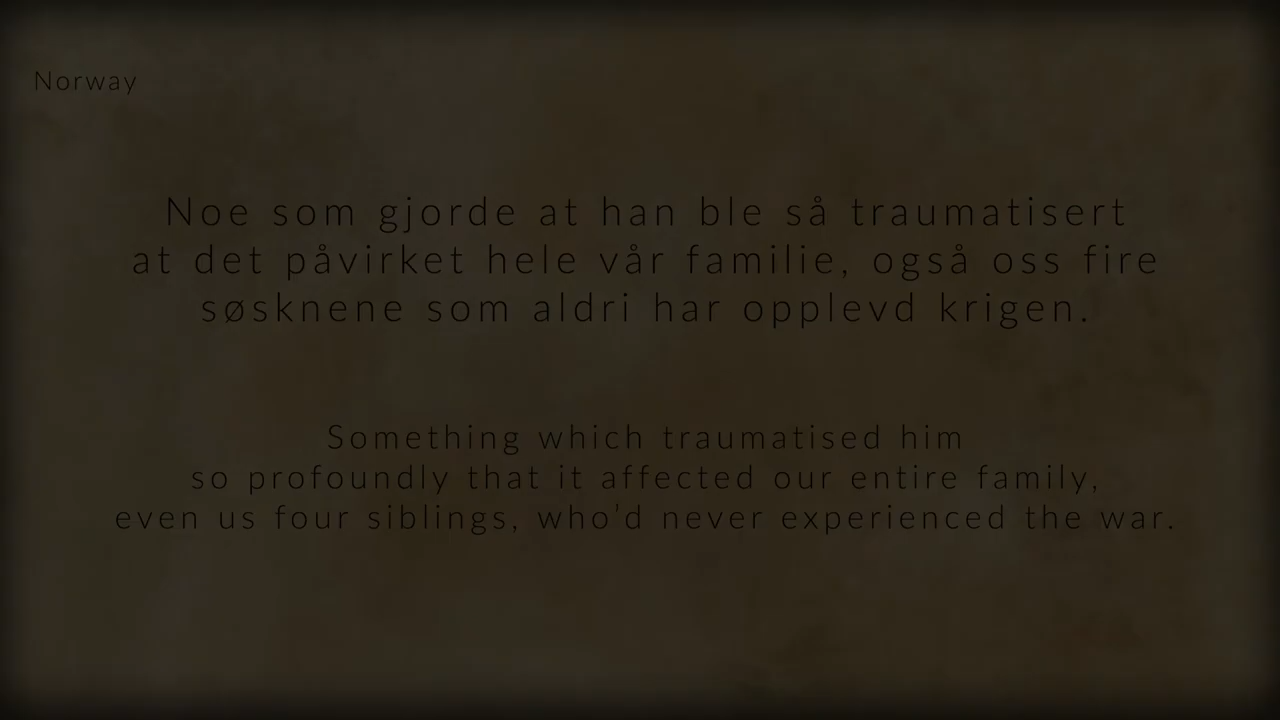 Norway
Noe som gjorde at han ble så traumatisert
at det påvirket hele vår familie, også oss fire
søsknene som aldri har opplevd krigen.
Something which traumatised him
so profoundly that it affected our entire family,
even us four siblings, who'd never experienced the war.